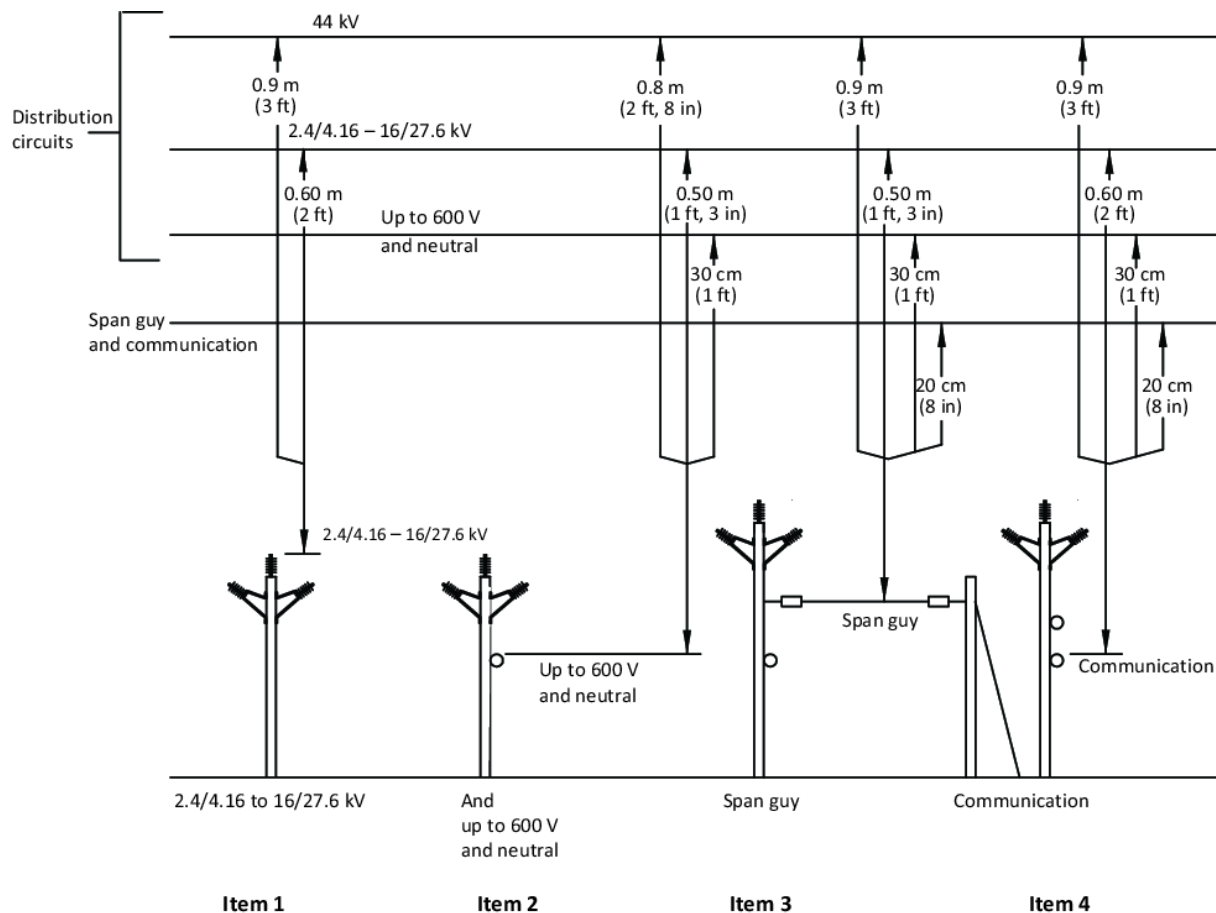 44 kV
0.9 m
(3 ft)
0.8 m
(2 ft, 8 in)
0.9 m
(3 ft)
0.9 m
(3 ft)
Distribution
circuits
2.4/4.16 – 16/27.6 kV
0.60 m
(2 ft)
0.50 m
(1 ft, 3 in)
0.50 m
(1 ft, 3 in)
0.60 m
(2 ft)
Up to 600 V
and neutral
30 cm
(1 ft)
30 cm
(1 ft)
30 cm
(1 ft)
Span guy
and communication
20 cm
(8 in)
20 cm
(8 in)
2.4/4.16 – 16/27.6 kV
Span guy
Up to 600 V
and neutral
Communication
2.4/4.16 to 16/27.6 kV
And
up to 600 V
and neutral
Span guy
Communication
Item 1
Item 2
Item 3
Item 4